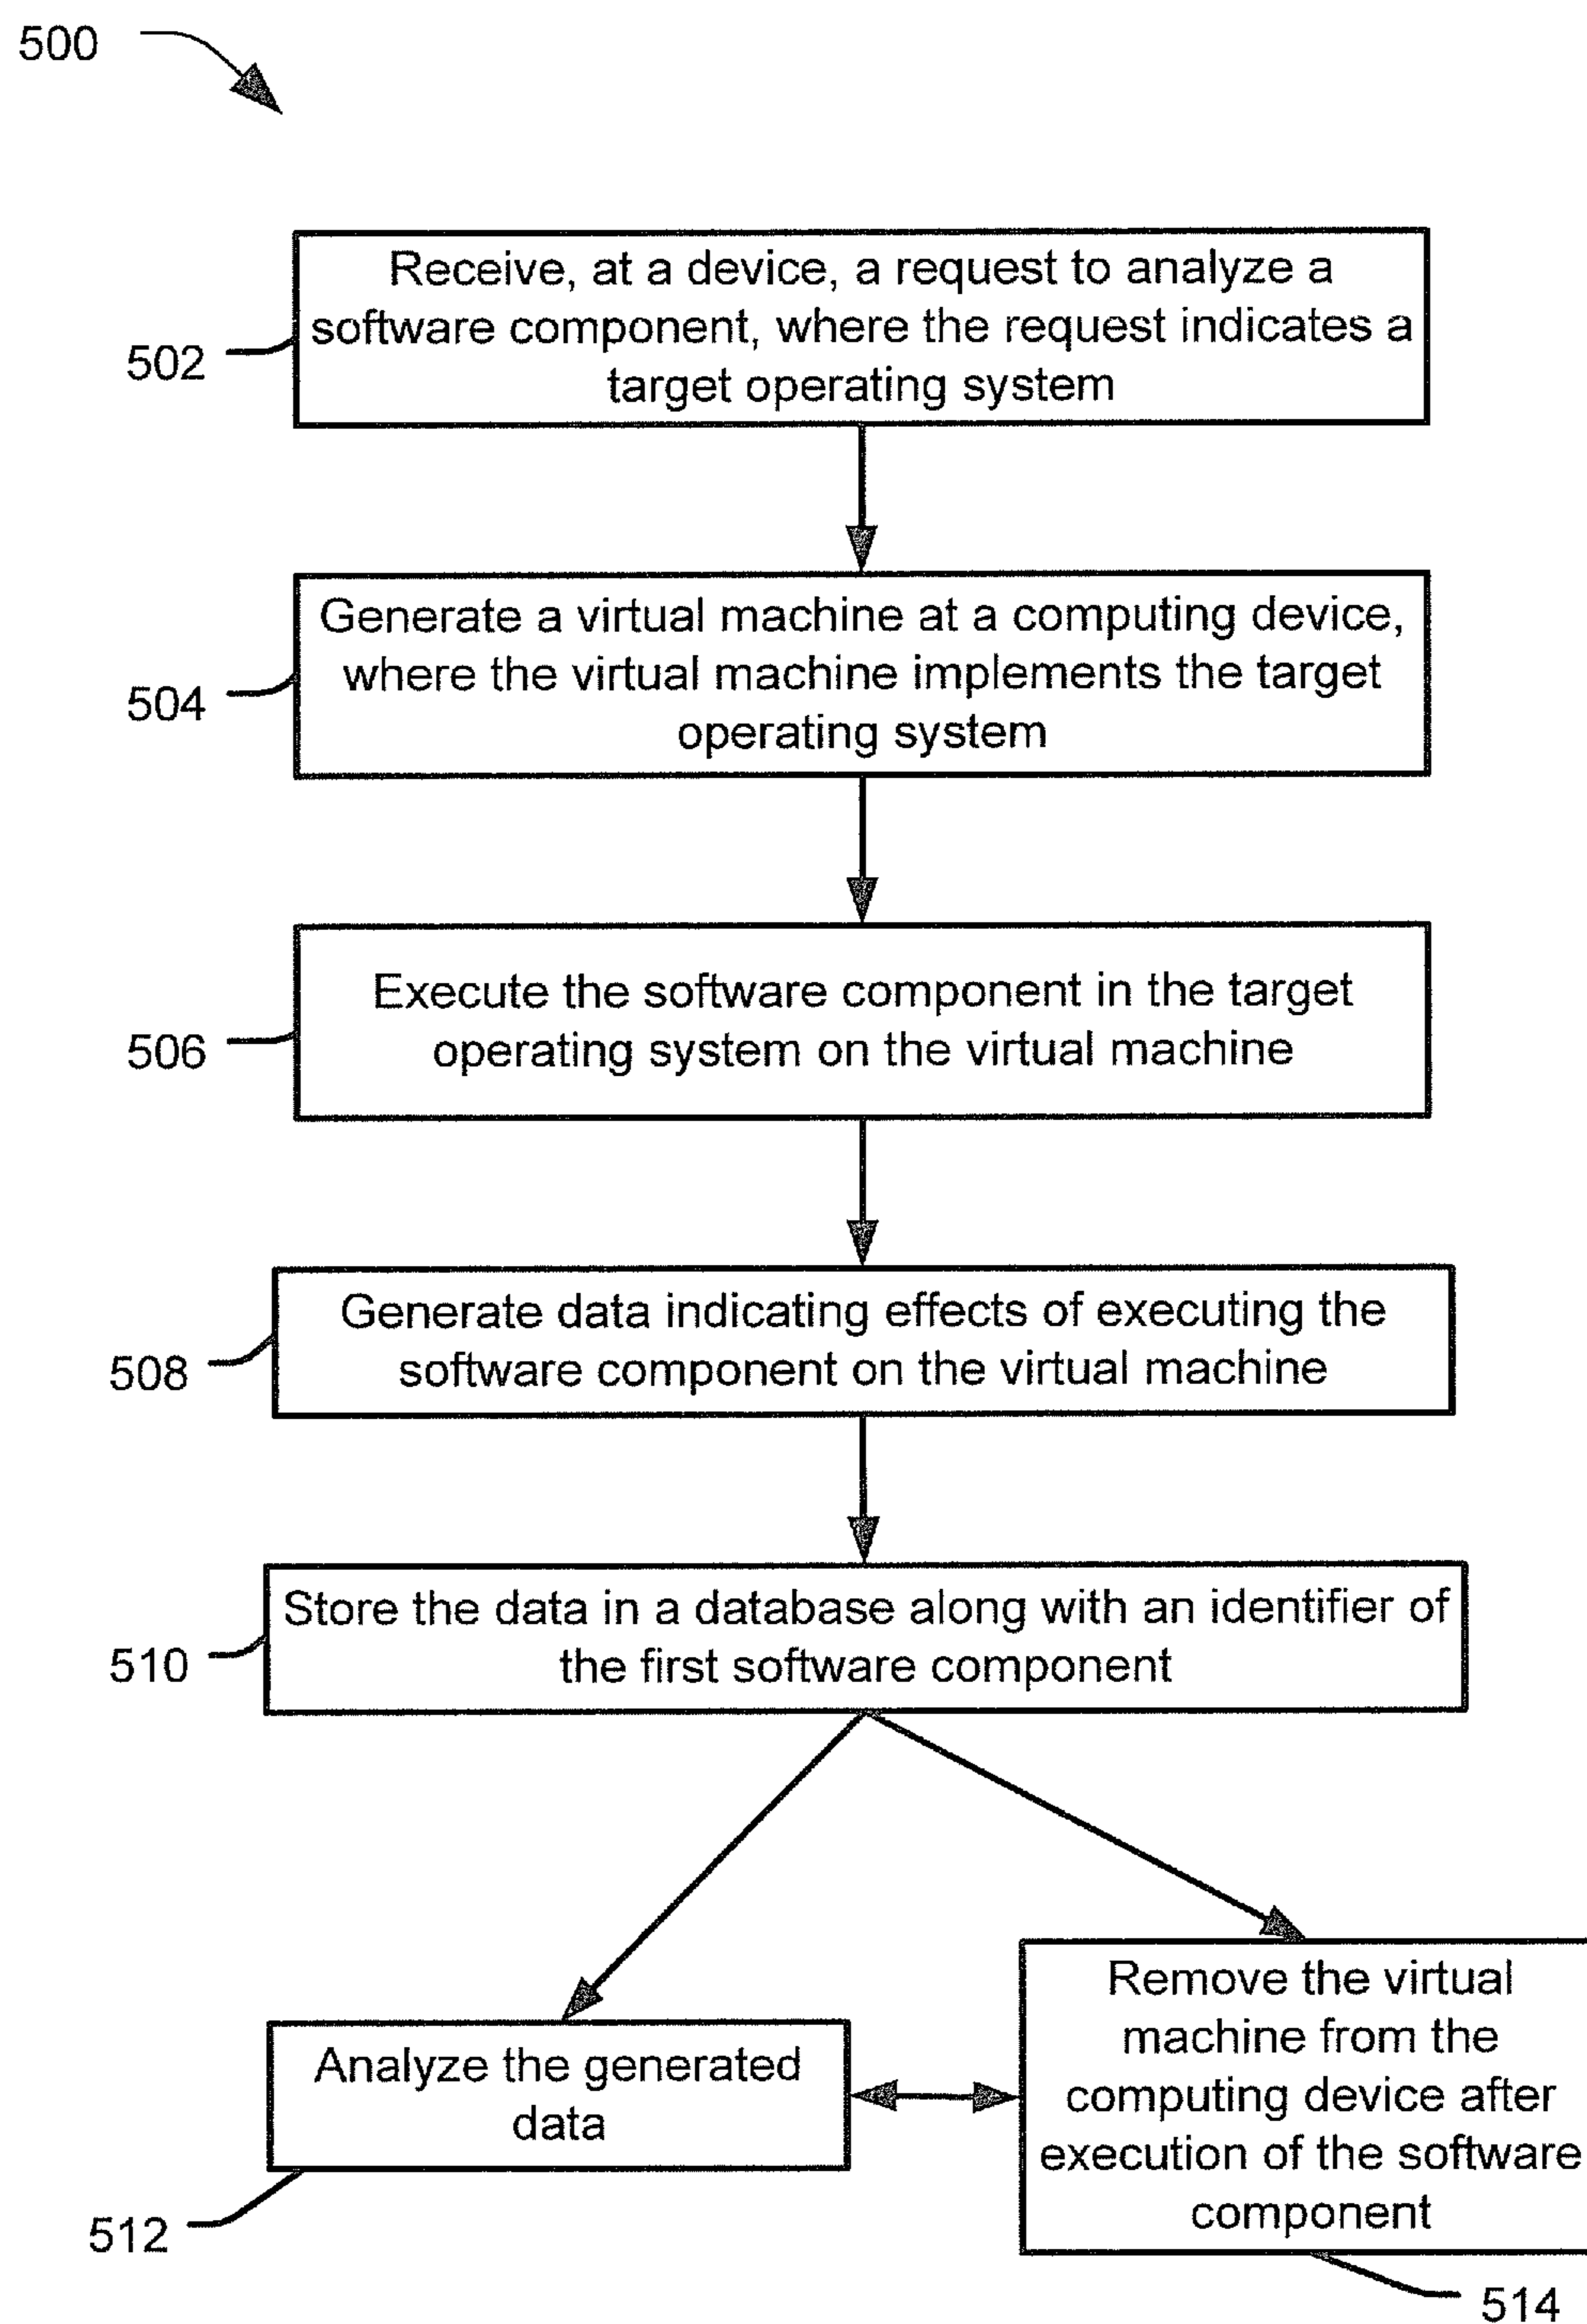 500
Receive, at a device, a request to analyze a
software component, where the request indicates a
target operating system
502
Generate a virtual machine at a computing device,
where the virtual machine implements the target
operating system
504
Execute the software component in the target
operating system on the virtual machine
506
Generate data indicating effects of executing the
software component on the virtual machine
508
Store the data in a database along with an identifier of
the first software component
510
Analyze the generated
data
512
Remove the virtual
machine from the
computing device after
execution of the software
component
514